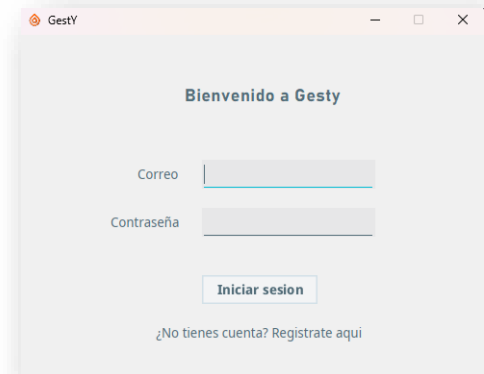 GestY
Bienvenido a Gesty
Correo
Contraseña
Iniciar sesion
¿No tienes cuenta? Registrate aqui